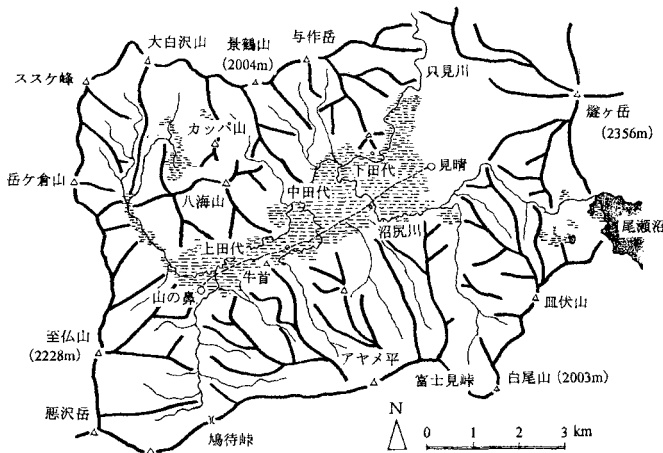 大白沢山
景鶴山
(2004m)
与作岳
ススケ峰
只見川
燧ヶ岳
(2356m)
カッパ山
岳ケ倉山
八海山
中田代
下田代
見晴
上田代
沼尻川
尾瀬沼
山の鼻
牛首
皿伏山
至仏山
(2228m)
アヤメ平
富士見峠
白尾山 (2003m)
悪沢岳
鳩待峠
N
0 1 2 3 km